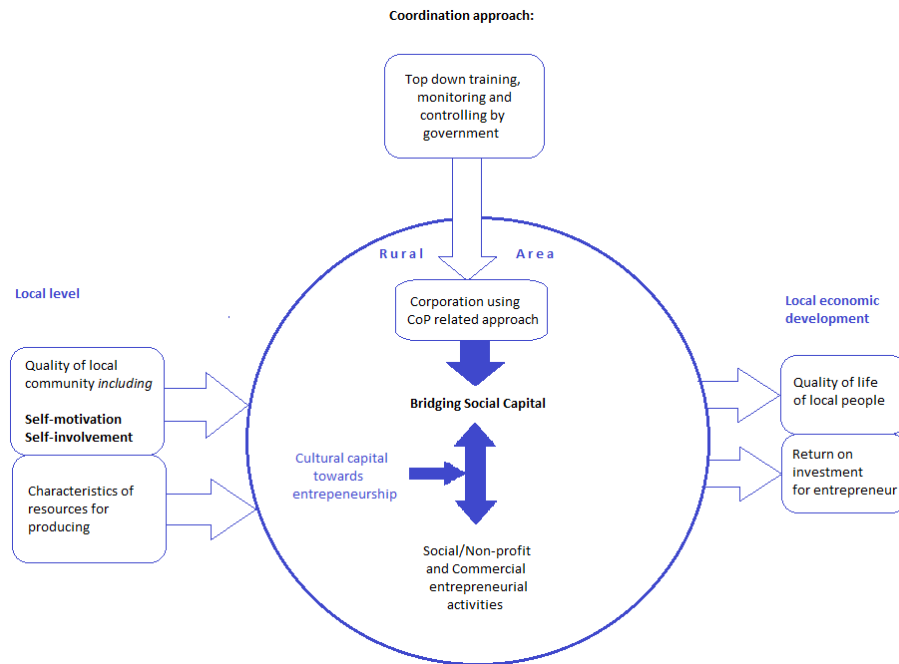 Coordination approach:
Top down training,
monitoring and
controlling by
government
Rural Area
Corporation using
CoP related approach
Local level
Quality of local
community including
Self-motivation
Self-involvement
Characteristics of
resources for
producing
Bridging Social Capital
Cultural capital
towards
entrepeneurship
Social/Non-profit
and Commercial
entrepreneurial
activities
Local economic
development
Quality of life
of local people
Return on
investment
for entrepreneur